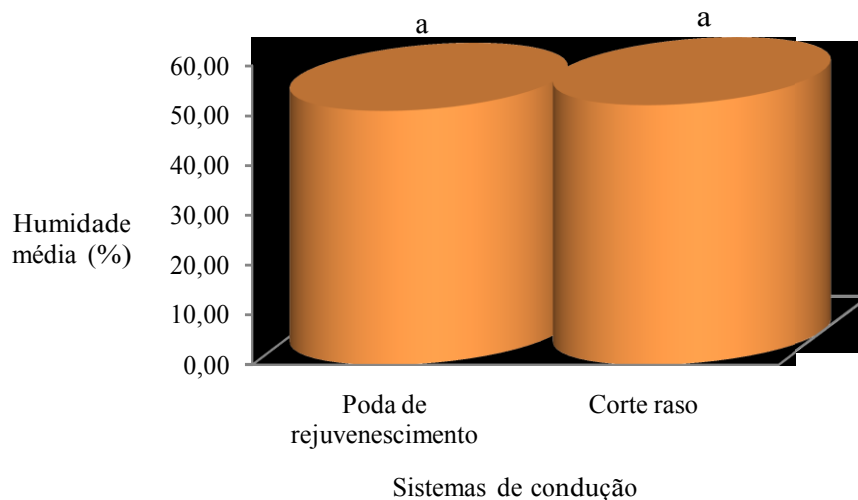 a
a
60,00
50,00
40,00
30,00
20,00
10,00
0,00
Humidade
média (%)
Poda de
rejuvenescimento
Corte raso
Sistemas de condução